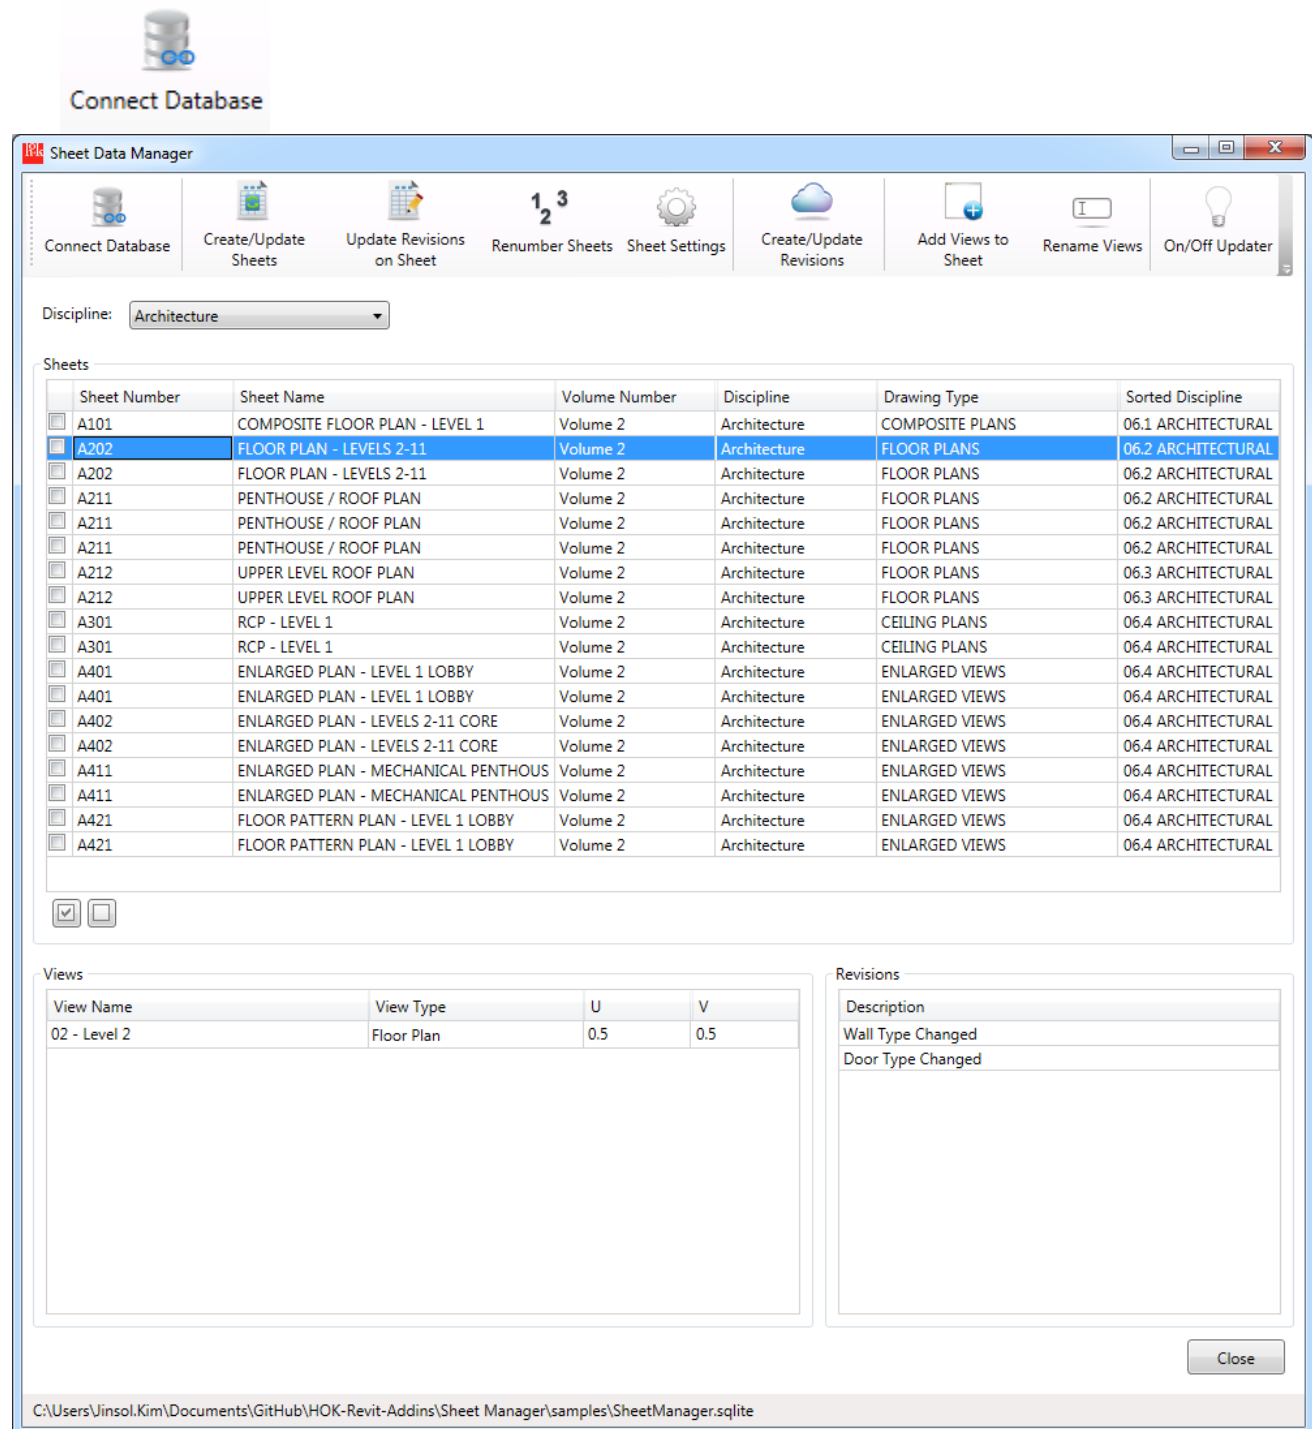 Connect Database
Sheet Data Manager
Connect Database
Create/Update Sheets
Update Revisions on Sheet
1 2 3
Renumber Sheets
Sheet Settings
Create/Update Revisions
Add Views to Sheet
Rename Views
On/Off Updater
Discipline: Architecture
Sheets
Sheet Number Sheet Name Volume Number Discipline Drawing Type Sorted Discipline
A101 COMPOSITE FLOOR PLAN - LEVEL 1 Volume 2 Architecture COMPOSITE PLANS 06.1 ARCHITECTURAL
A202 FLOOR PLAN - LEVELS 2-11 Volume 2 Architecture FLOOR PLANS 06.2 ARCHITECTURAL
A202 FLOOR PLAN - LEVELS 2-11 Volume 2 Architecture FLOOR PLANS 06.2 ARCHITECTURAL
A211 PENTHOUSE / ROOF PLAN Volume 2 Architecture FLOOR PLANS 06.2 ARCHITECTURAL
A211 PENTHOUSE / ROOF PLAN Volume 2 Architecture FLOOR PLANS 06.2 ARCHITECTURAL
A211 PENTHOUSE / ROOF PLAN Volume 2 Architecture FLOOR PLANS 06.2 ARCHITECTURAL
A212 UPPER LEVEL ROOF PLAN Volume 2 Architecture FLOOR PLANS 06.3 ARCHITECTURAL
A212 UPPER LEVEL ROOF PLAN Volume 2 Architecture FLOOR PLANS 06.3 ARCHITECTURAL
A301 RCP - LEVEL 1 Volume 2 Architecture CEILING PLANS 06.4 ARCHITECTURAL
A301 RCP - LEVEL 1 Volume 2 Architecture CEILING PLANS 06.4 ARCHITECTURAL
A401 ENLARGED PLAN - LEVEL 1 LOBBY Volume 2 Architecture ENLARGED VIEWS 06.4 ARCHITECTURAL
A401 ENLARGED PLAN - LEVEL 1 LOBBY Volume 2 Architecture ENLARGED VIEWS 06.4 ARCHITECTURAL
A402 ENLARGED PLAN - LEVELS 2-11 CORE Volume 2 Architecture ENLARGED VIEWS 06.4 ARCHITECTURAL
A402 ENLARGED PLAN - LEVELS 2-11 CORE Volume 2 Architecture ENLARGED VIEWS 06.4 ARCHITECTURAL
A411 ENLARGED PLAN - MECHANICAL PENTHOUS Volume 2 Architecture ENLARGED VIEWS 06.4 ARCHITECTURAL
A411 ENLARGED PLAN - MECHANICAL PENTHOUS Volume 2 Architecture ENLARGED VIEWS 06.4 ARCHITECTURAL
A421 FLOOR PATTERN PLAN - LEVEL 1 LOBBY Volume 2 Architecture ENLARGED VIEWS 06.4 ARCHITECTURAL
A421 FLOOR PATTERN PLAN - LEVEL 1 LOBBY Volume 2 Architecture ENLARGED VIEWS 06.4 ARCHITECTURAL
Views
View Name View Type U V
02 - Level 2 Floor Plan 0.5 0.5
Revisions
Description
Wall Type Changed
Door Type Changed
Close
C:\Users\Jinsol.Kim\Documents\GitHub\HOK-Revit-Addins\Sheet Manager\samples\SheetManager.sqlite